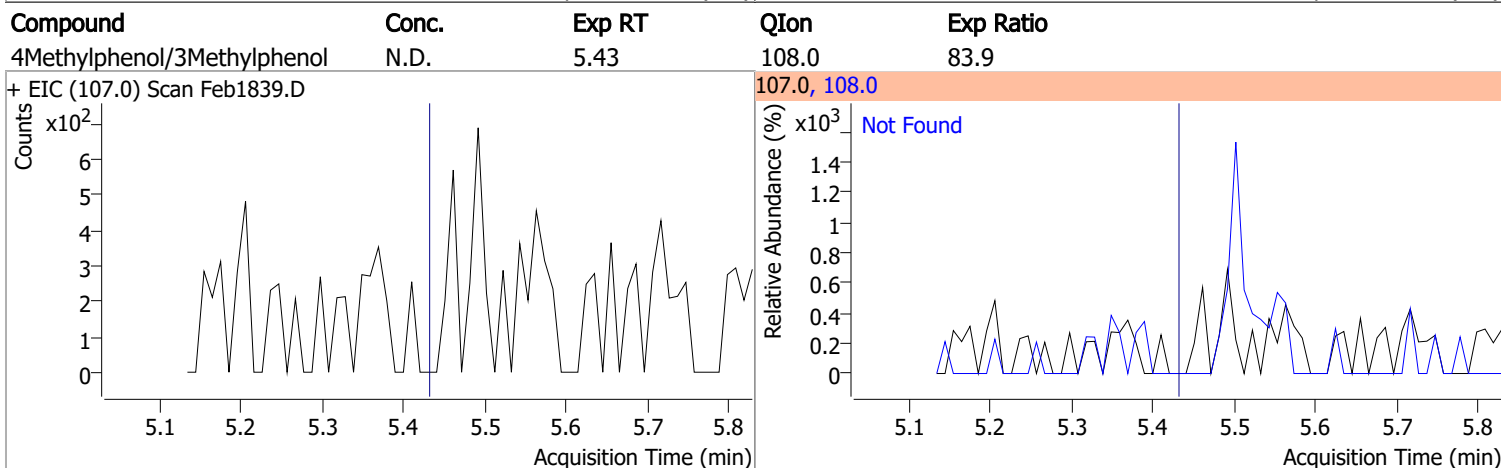 Compound Conc. Exp RT QIon Exp Ratio
4Methylphenol/3Methylphenol N.D. 5.43 108.0 83.9
+ EIC (107.0) Scan Feb1839.D
Counts
x10²
6
5
4
3
2
1
0
5.1 5.2 5.3 5.4 5.5 5.6 5.7 5.8
Acquisition Time (min)
107.0, 108.0
Relative Abundance (%)
x10³
Not Found
1.4
1.2
1
0.8
0.6
0.4
0.2
0
5.1 5.2 5.3 5.4 5.5 5.6 5.7 5.8
Acquisition Time (min)